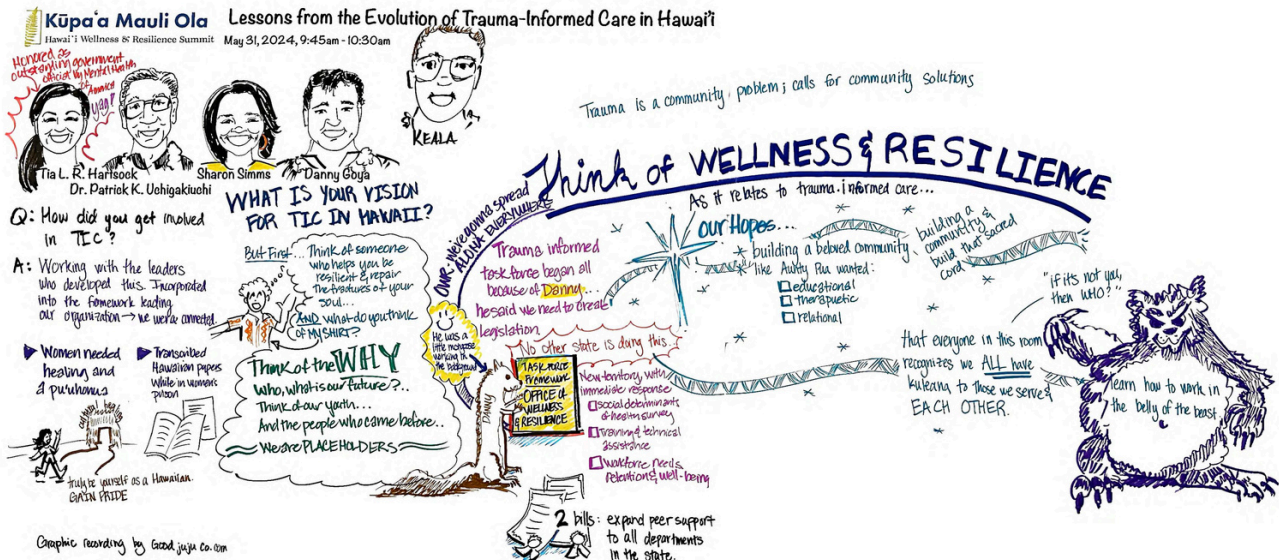 Kūpaʻa Mauli Ola
Hawaiʻi Wellness & Resilience Summit
Lessons from the Evolution of Trauma-Informed Care in Hawaiʻi
May 31, 2024, 9:45am - 10:30am
Honored as
outstanding government
official by Mental Health
of America
yay!
Tia L. R. Hartsook
Dr. Patrick K. Uchigakiuchi
Sharon Simms
Danny Goya
KEALA
Q: How did you get involved
in TIC?
A: Working with the leaders
who developed this. Incorporated
into the framework leading
our organization → we were connected.
Women needed
healing and
a pu'uhonua
Transcribed
Hawaiian papers
while in women's
prison
truly be yourself as a Hawaiian.
GAIN PRIDE
Graphic recording by Good juju co.com
WHAT IS YOUR VISION
FOR TIC IN HAWAII?
But First...
Think of someone
who helps you be
resilient & repair
the fractures of your
soul...
AND what do you think
of MY SHIRT?
Think of the WHY
Who, what is our future?..
Think of our youth...
And the people who came before..
We are PLACEHOLDERS
OWR: we're gonna spread
ALOHA EVERYWHERE
Trauma informed
task force began all
because of Danny...
he said we need to create
legislation
He was a
little mongoose
working in
the background
DANNY
No other state is doing this...
TASK FORCE
Framework
OFFICE of
WELLNESS
& RESILIENCE
New territory with
immediate response
social determinants
of health survey
Training & technical
assistance
Workforce needs,
retention & well-being
2 bills: expand peer support
to all departments
in the state.
Trauma is a community problem; calls for community solutions
Think of WELLNESS & RESILIENCE
As it relates to trauma.informed care...
our Hopes...
building a beloved community
like Aunty Pua wanted:
educational
therapuetic
relational
building a
community &
build that sacred
cord
that everyone in this room
recognizes we ALL have
kuleana to those we serve &
EACH OTHER.
"if it's not you,
then WHO?"
learn how to work in
the belly of the beast.